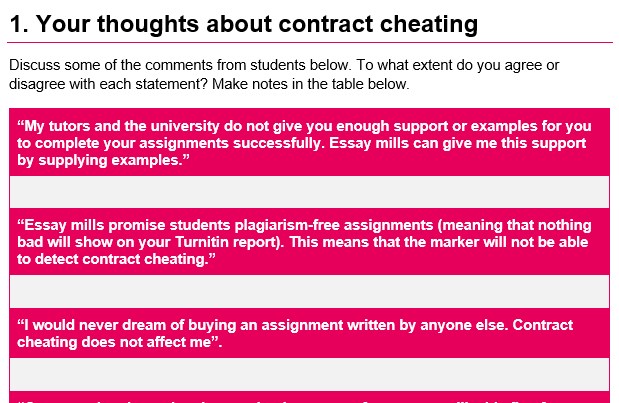 1. Your thoughts about contract cheating
Discuss some of the comments from students below. To what extent do you agree or
disagree with each statement? Make notes in the table below.
“My tutors and the university do not give you enough support or examples for you
to complete your assignments successfully. Essay mills can give me this support
by supplying examples.”
“Essay mills promise students plagiarism-free assignments (meaning that nothing
bad will show on your Turnitin report). This means that the marker will not be able
to detect contract cheating.”
“I would never dream of buying an assignment written by anyone else. Contract
cheating does not affect me”.